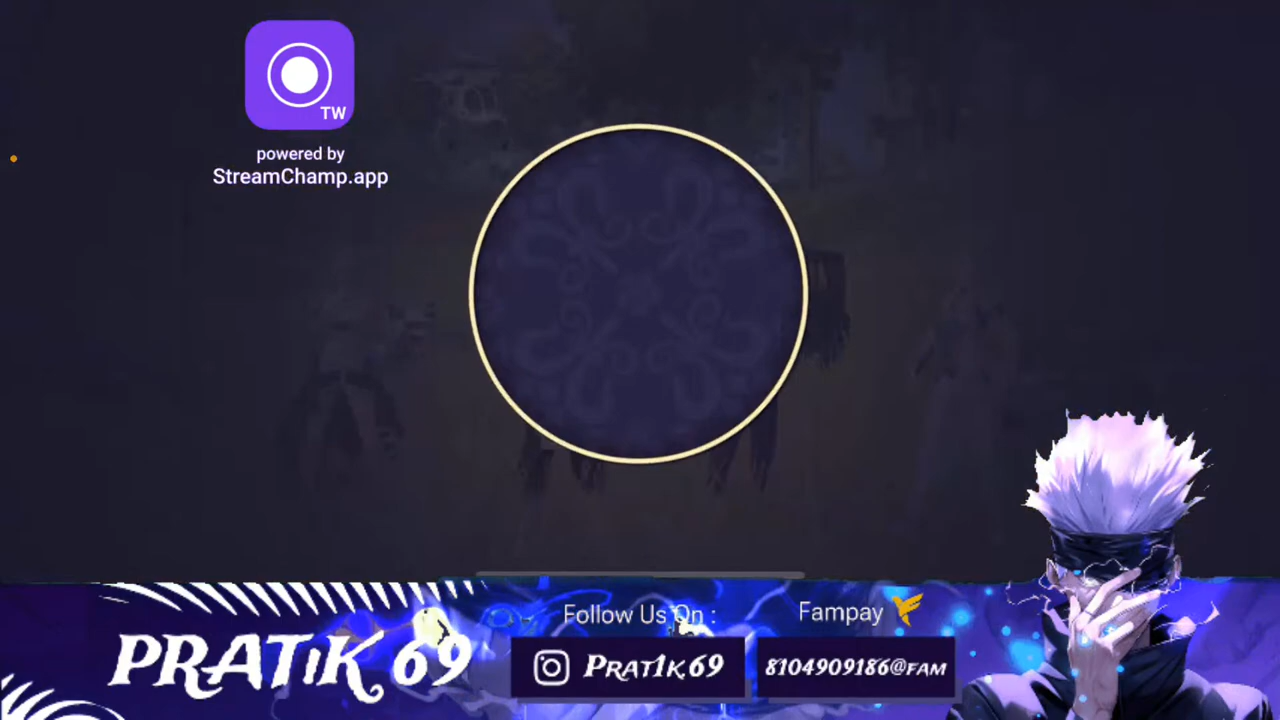 TW
powered by
StreamChamp.app
Follow Us On :
Fampay
PRATiK 69
PRAT1K69
8104909186@FAM